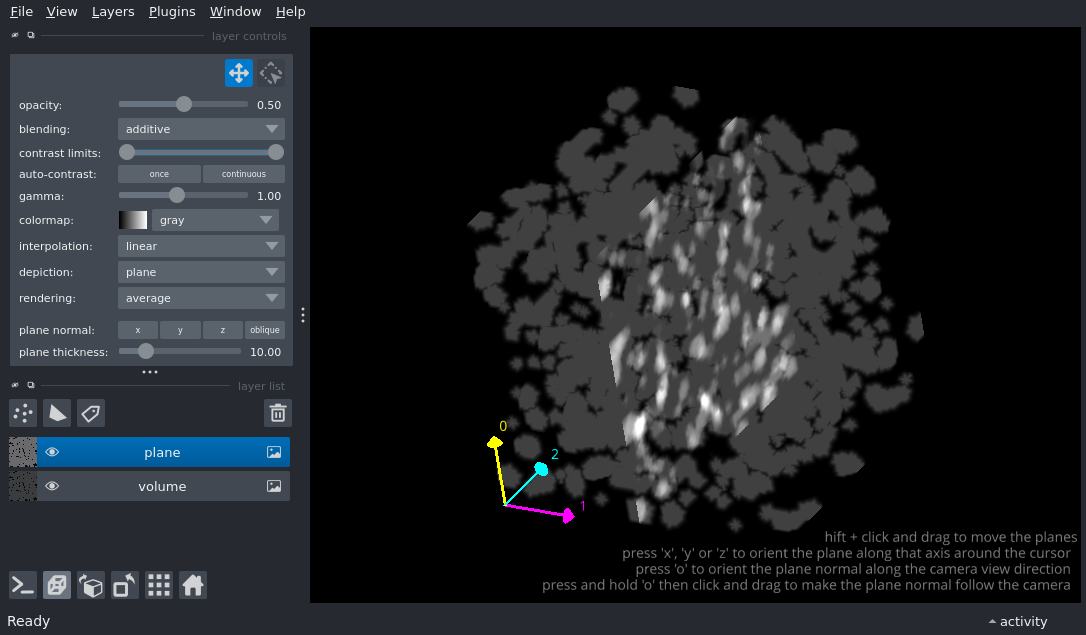 File View Layers Plugins Window Help
layer controls
opacity: 0.50
blending: additive
contrast limits:
auto-contrast: once continuous
gamma: 1.00
colormap: gray
interpolation: linear
depiction: plane
rendering: average
plane normal: x y z oblique
plane thickness: 10.00
layer list
plane
volume
0
2
1
hift + click and drag to move the planes
press 'x', 'y' or 'z' to orient the plane along that axis around the cursor
press 'o' to orient the plane normal along the camera view direction
press and hold 'o' then click and drag to make the plane normal follow the camera
Ready
activity